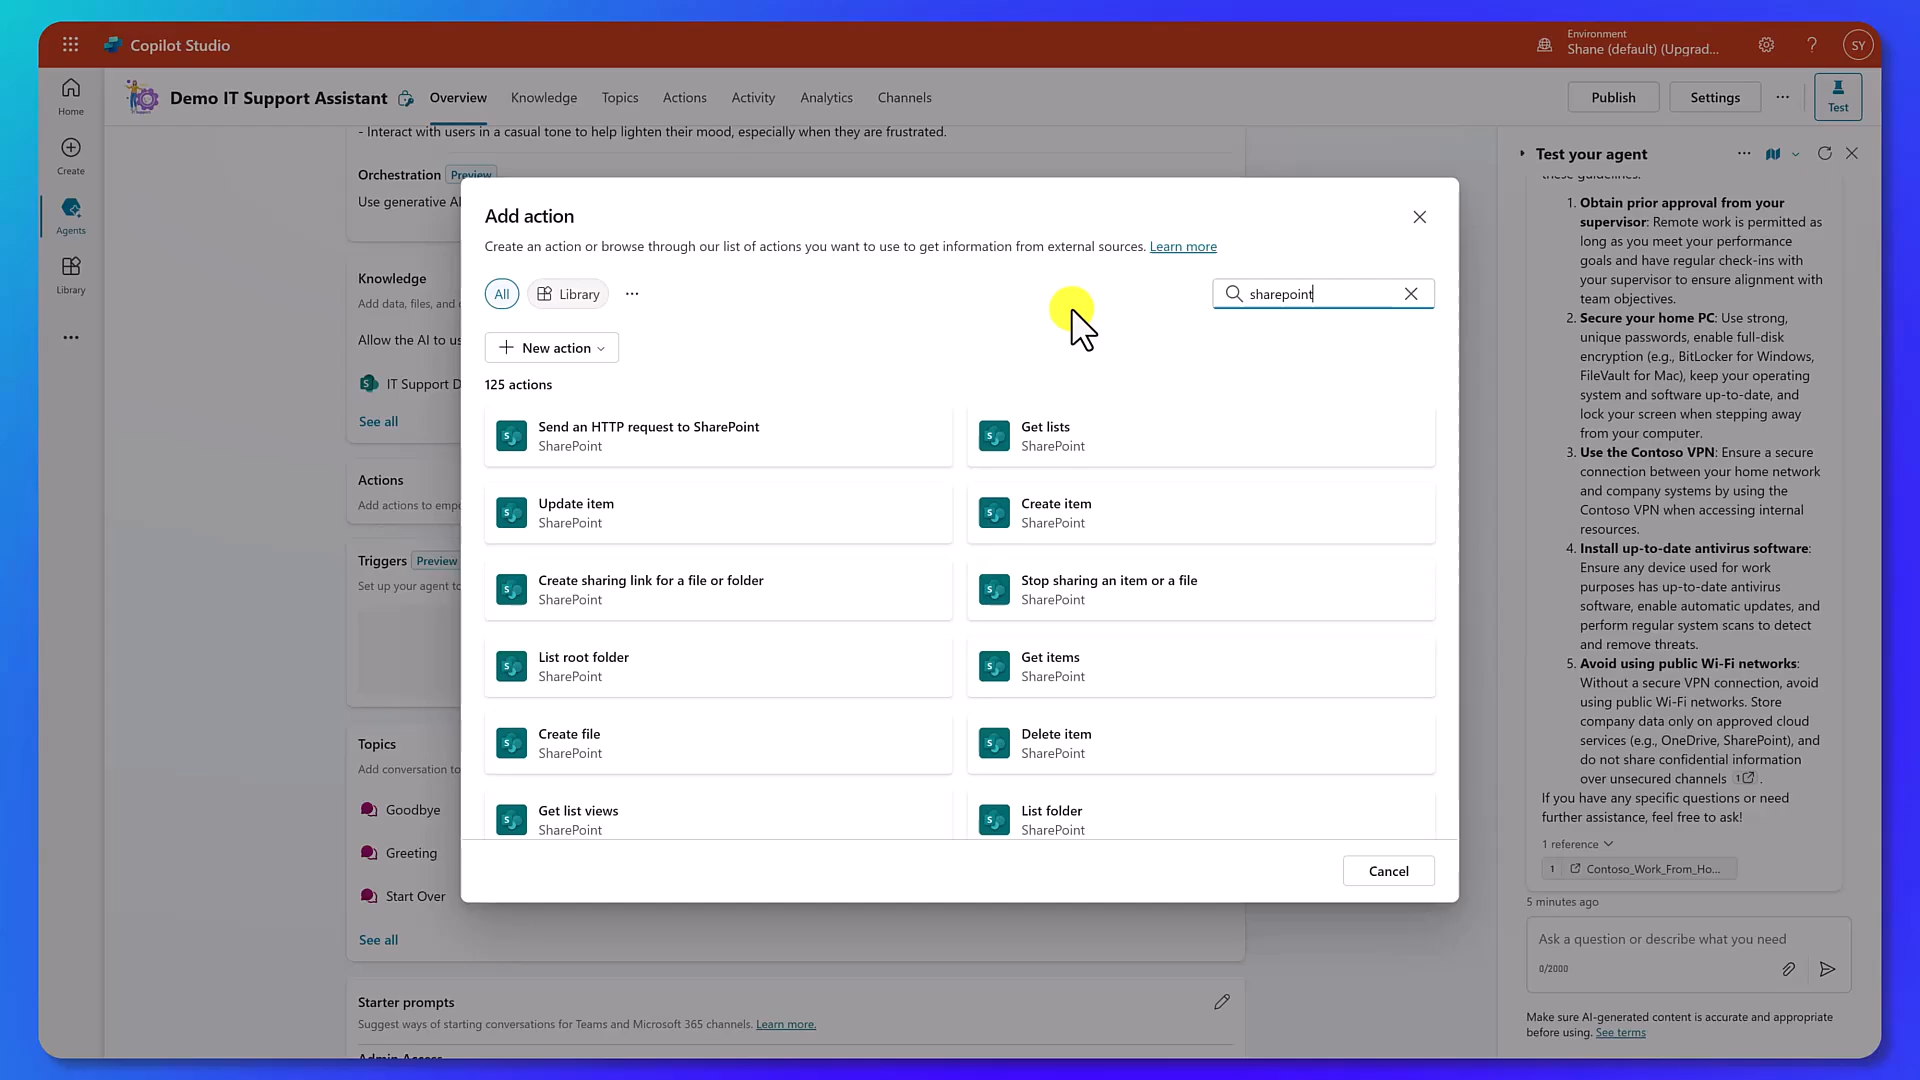 Copilot Studio
Environment
Shane (default) (Upgrad...
?
SY
Home
Create
Agents
Library
Demo IT Support Assistant
Overview
Knowledge
Topics
Actions
Activity
Analytics
Channels
Publish
Settings
Test
- Interact with users in a casual tone to help lighten their mood, especially when they are frustrated.
Orchestration
Preview
Use generative AI
Knowledge
Add data, files, and
Allow the AI to us
IT Support D
See all
Actions
Add actions to empo
Triggers
Preview
Set up your agent to
Topics
Add conversation to
Goodbye
Greeting
Start Over
See all
Starter prompts
Suggest ways of starting conversations for Teams and Microsoft 365 channels. Learn more.
Admin Access
Add action
Create an action or browse through our list of actions you want to use to get information from external sources. Learn more
All
Library
sharepoint
New action
125 actions
Send an HTTP request to SharePoint
SharePoint
Get lists
SharePoint
Update item
SharePoint
Create item
SharePoint
Create sharing link for a file or folder
SharePoint
Stop sharing an item or a file
SharePoint
List root folder
SharePoint
Get items
SharePoint
Create file
SharePoint
Delete item
SharePoint
Get list views
SharePoint
List folder
SharePoint
Cancel
Test your agent
these guidelines.
1. Obtain prior approval from your
supervisor: Remote work is permitted as
long as you meet your performance
goals and have regular check-ins with
your supervisor to ensure alignment with
team objectives.
2. Secure your home PC: Use strong,
unique passwords, enable full-disk
encryption (e.g., BitLocker for Windows,
FileVault for Mac), keep your operating
system and software up-to-date, and
lock your screen when stepping away
from your computer.
3. Use the Contoso VPN: Ensure a secure
connection between your home network
and company systems by using the
Contoso VPN when accessing internal
resources.
4. Install up-to-date antivirus software:
Ensure any device used for work
purposes has up-to-date antivirus
software, enable automatic updates, and
perform regular system scans to detect
and remove threats.
5. Avoid using public Wi-Fi networks:
Without a secure VPN connection, avoid
using public Wi-Fi networks. Store
company data only on approved cloud
services (e.g., OneDrive, SharePoint), and
do not share confidential information
over unsecured channels 1 .
If you have any specific questions or need
further assistance, feel free to ask!
1 reference
1 Contoso_Work_From_Ho...
5 minutes ago
Ask a question or describe what you need
0/2000
Make sure AI-generated content is accurate and appropriate
before using. See terms